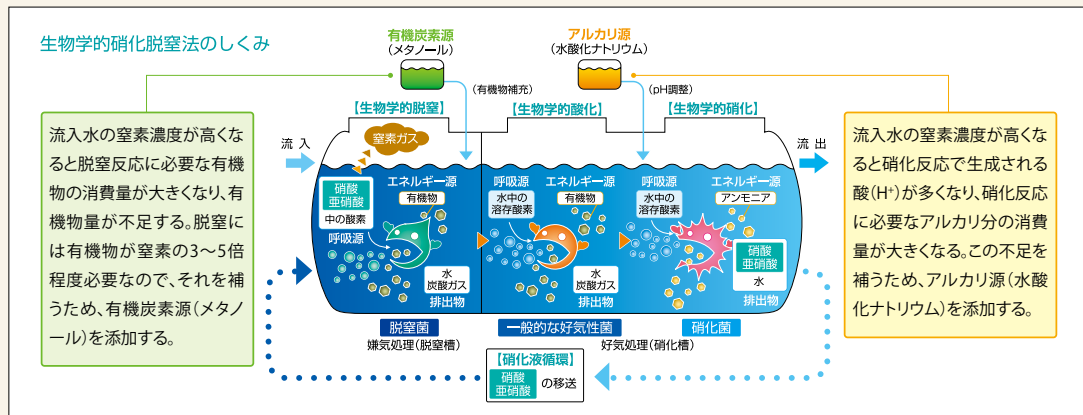 生物学的硝化脱窒法のしくみ
有機炭素源
(メタノール)
アルカリ源
(水酸化ナトリウム)
(有機物補充)
(pH調整)
【生物学的脱窒】
【生物学的酸化】
【生物学的硝化】
流入水の窒素濃度が高くな
ると脱窒反応に必要な有機
物の消費量が大きくなり、有
機物量が不足する。脱窒に
は有機物が窒素の3〜5倍
程度必要なので、それを補
うため、有機炭素源(メタノ
ール)を添加する。
流 入
窒素ガス
硝酸
亜硝酸
中の酸素
呼吸源
エネルギー源
有機物
水
炭酸ガス
排出物
呼吸源
水中の
溶存酸素
エネルギー源
有機物
水
炭酸ガス
排出物
呼吸源
水中の
溶存酸素
エネルギー源
アンモニア
硝酸
亜硝酸
水
排出物
流 出
流入水の窒素濃度が高くなる
と硝化反応で生成される
酸(H⁺)が多くなり、硝化反応
に必要なアルカリ分の消費
量が大きくなる。この不足を
補うため、アルカリ源(水酸
化ナトリウム)を添加する。
脱窒菌
一般的な好気性菌
硝化菌
嫌気処理(脱窒槽)
好気処理(硝化槽)
【硝化液循環】
硝酸
亜硝酸
の移送